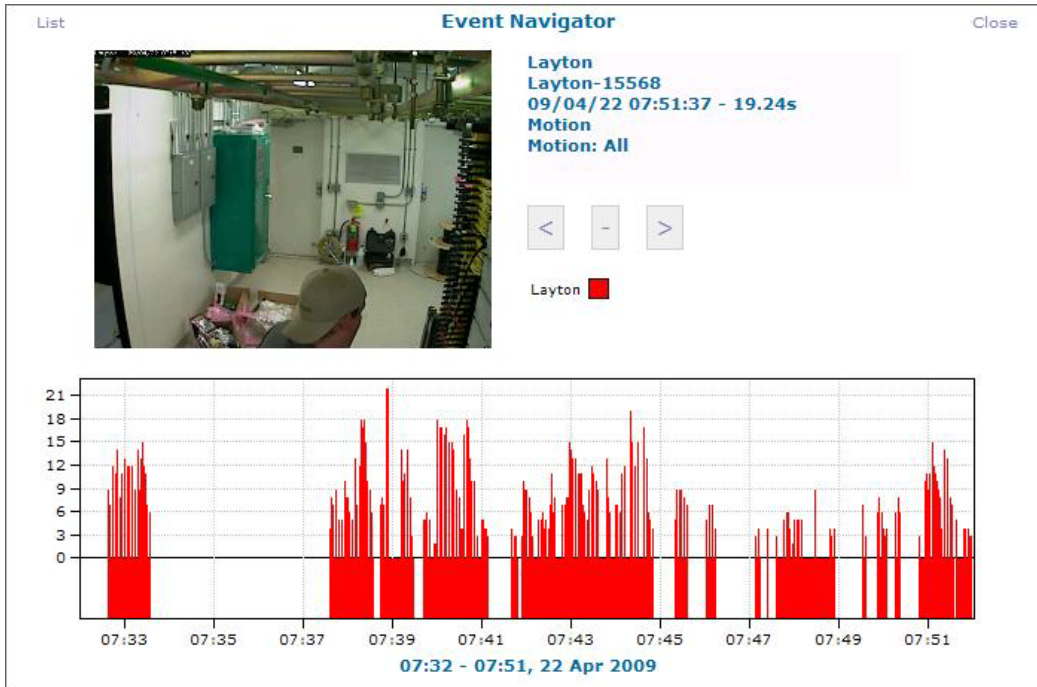 List
Event Navigator
Close
Layton
Layton-15568
09/04/22 07:51:37 - 19.24s
Motion
Motion: All
<
-
>
Layton
21
18
15
12
9
6
3
0
07:33 07:35 07:37 07:39 07:41 07:43 07:45 07:47 07:49 07:51
07:32 - 07:51, 22 Apr 2009